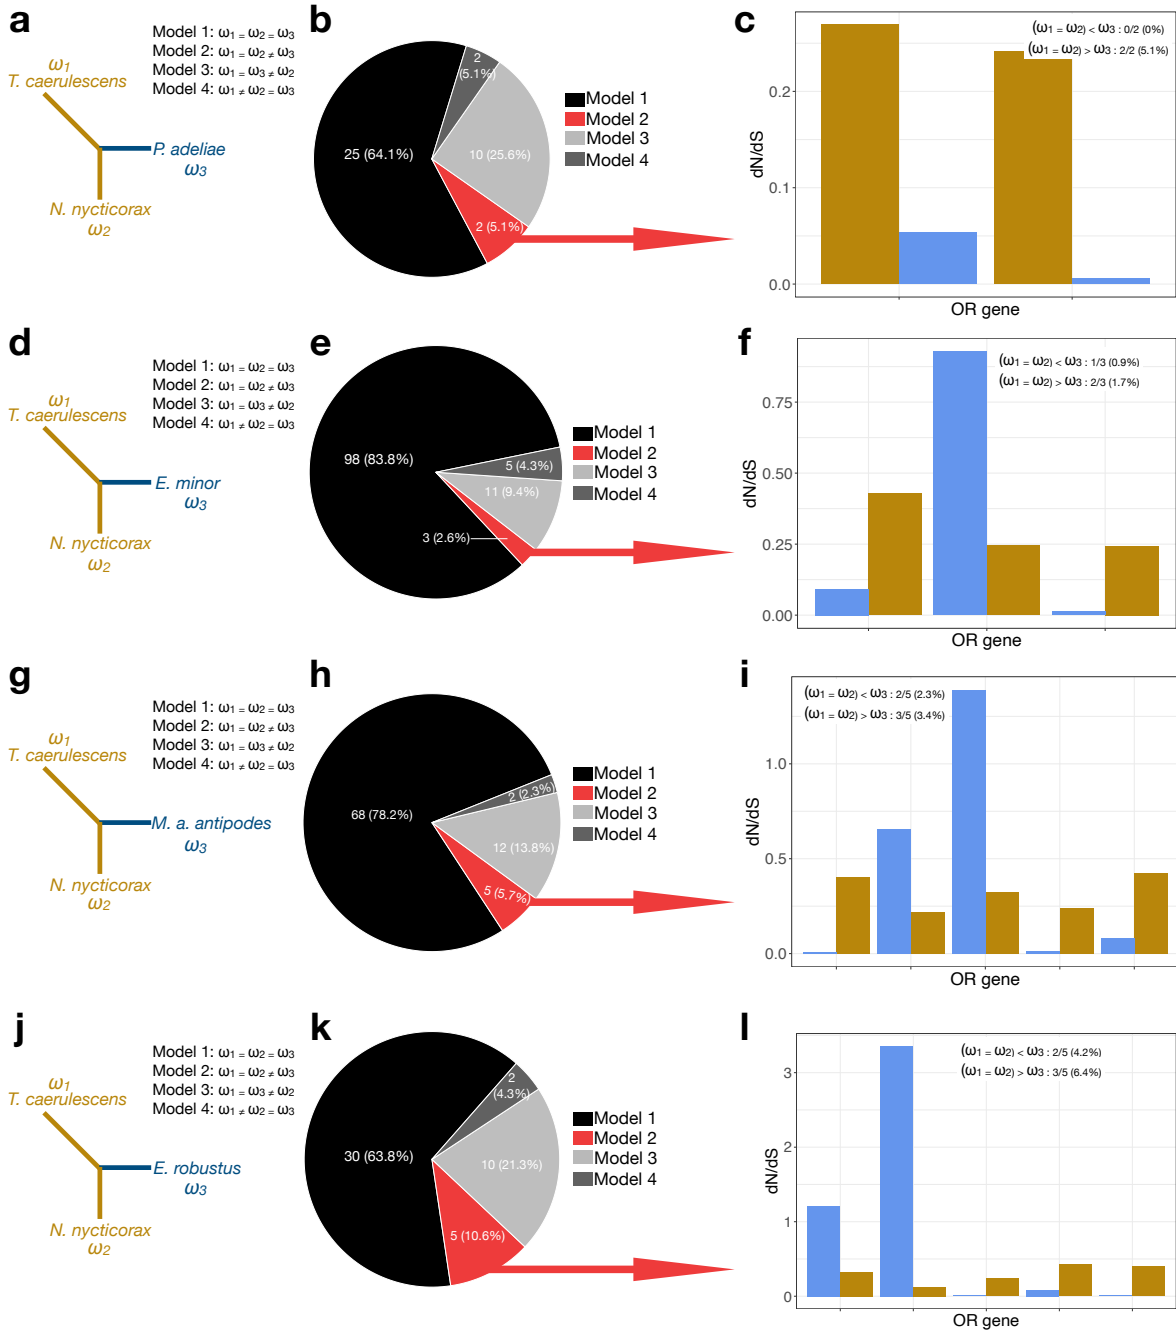 a
Model 1: ω1 = ω2 = ω3
Model 2: ω1 = ω2 ≠ ω3
Model 3: ω1 = ω3 ≠ ω2
Model 4: ω1 ≠ ω2 = ω3
ω1
T. caerulescens
P. adeliae
ω3
N. nycticorax
ω2
b
2
(5.1%)
25 (64.1%)
10 (25.6%)
2 (5.1%)
Model 1
Model 2
Model 3
Model 4
c
(ω1 = ω2) < ω3 : 0/2 (0%)
(ω1 = ω2) > ω3 : 2/2 (5.1%)
0.2
0.1
0.0
dN/dS
OR gene
d
Model 1: ω1 = ω2 = ω3
Model 2: ω1 = ω2 ≠ ω3
Model 3: ω1 = ω3 ≠ ω2
Model 4: ω1 ≠ ω2 = ω3
ω1
T. caerulescens
E. minor
ω3
N. nycticorax
ω2
e
98 (83.8%)
5 (4.3%)
11 (9.4%)
3 (2.6%)
Model 1
Model 2
Model 3
Model 4
f
(ω1 = ω2) < ω3 : 1/3 (0.9%)
(ω1 = ω2) > ω3 : 2/3 (1.7%)
0.75
0.50
0.25
0.00
dN/dS
OR gene
g
Model 1: ω1 = ω2 = ω3
Model 2: ω1 = ω2 ≠ ω3
Model 3: ω1 = ω3 ≠ ω2
Model 4: ω1 ≠ ω2 = ω3
ω1
T. caerulescens
M. a. antipodes
ω3
N. nycticorax
ω2
h
2 (2.3%)
68 (78.2%)
12 (13.8%)
5 (5.7%)
Model 1
Model 2
Model 3
Model 4
i
(ω1 = ω2) < ω3 : 2/5 (2.3%)
(ω1 = ω2) > ω3 : 3/5 (3.4%)
1.0
0.5
0.0
dN/dS
OR gene
j
Model 1: ω1 = ω2 = ω3
Model 2: ω1 = ω2 ≠ ω3
Model 3: ω1 = ω3 ≠ ω2
Model 4: ω1 ≠ ω2 = ω3
ω1
T. caerulescens
E. robustus
ω3
N. nycticorax
ω2
k
2
(4.3%)
30 (63.8%)
10 (21.3%)
5 (10.6%)
Model 1
Model 2
Model 3
Model 4
l
(ω1 = ω2) < ω3 : 2/5 (4.2%)
(ω1 = ω2) > ω3 : 3/5 (6.4%)
3
2
1
0
dN/dS
OR gene